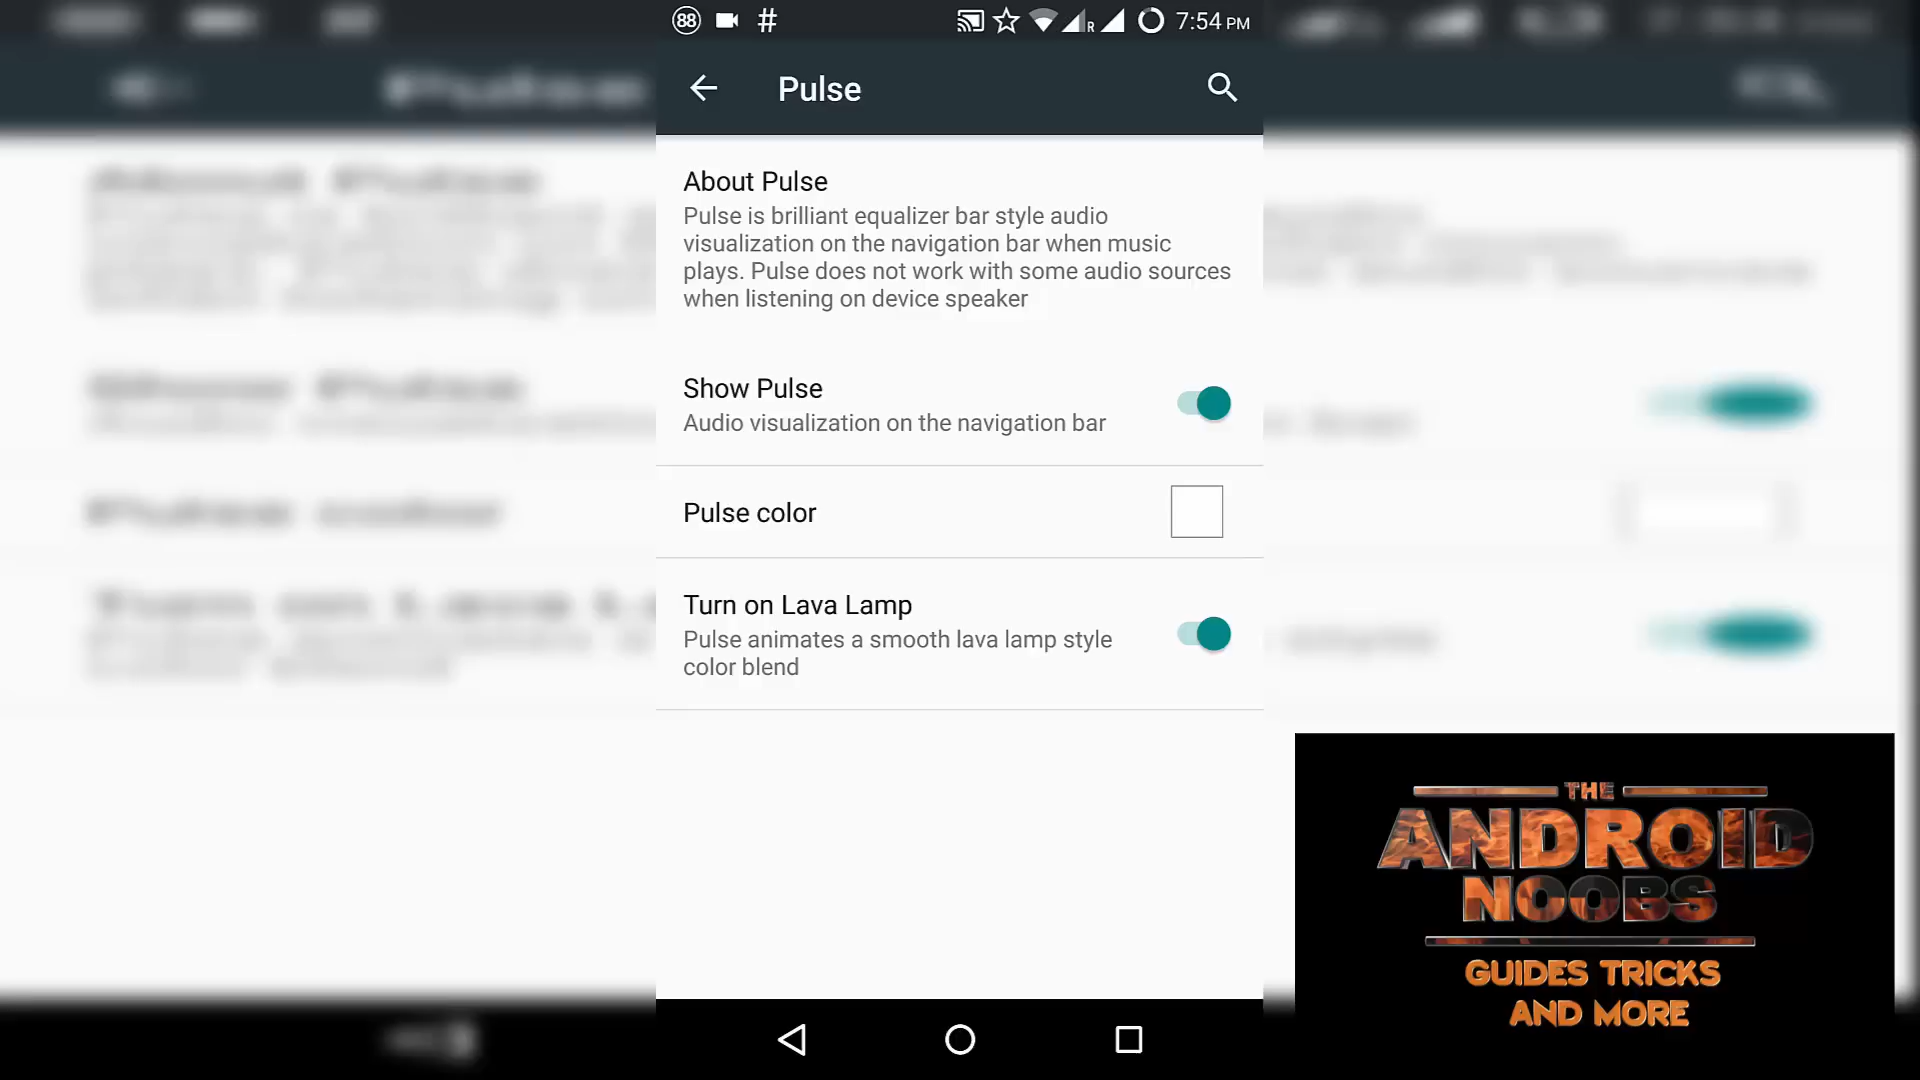 88 # R 7:54 PM
Pulse
About Pulse
Pulse is brilliant equalizer bar style audio
visualization on the navigation bar when music
plays. Pulse does not work with some audio sources
when listening on device speaker
Show Pulse
Audio visualization on the navigation bar
Pulse color
Turn on Lava Lamp
Pulse animates a smooth lava lamp style
color blend
THE
ANDROID
NOOBS
GUIDES TRICKS
AND MORE